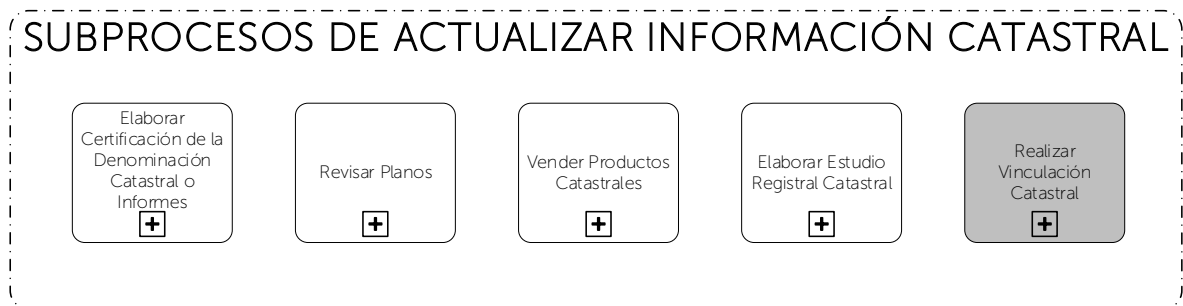 SUBPROCESOS DE ACTUALIZAR INFORMACIÓN CATASTRAL
Elaborar
Certificación de la
Denominación
Catastral o
Informes
Revisar Planos
Vender Productos
Catastrales
Elaborar Estudio
Registral Catastral
Realizar
Vinculación
Catastral